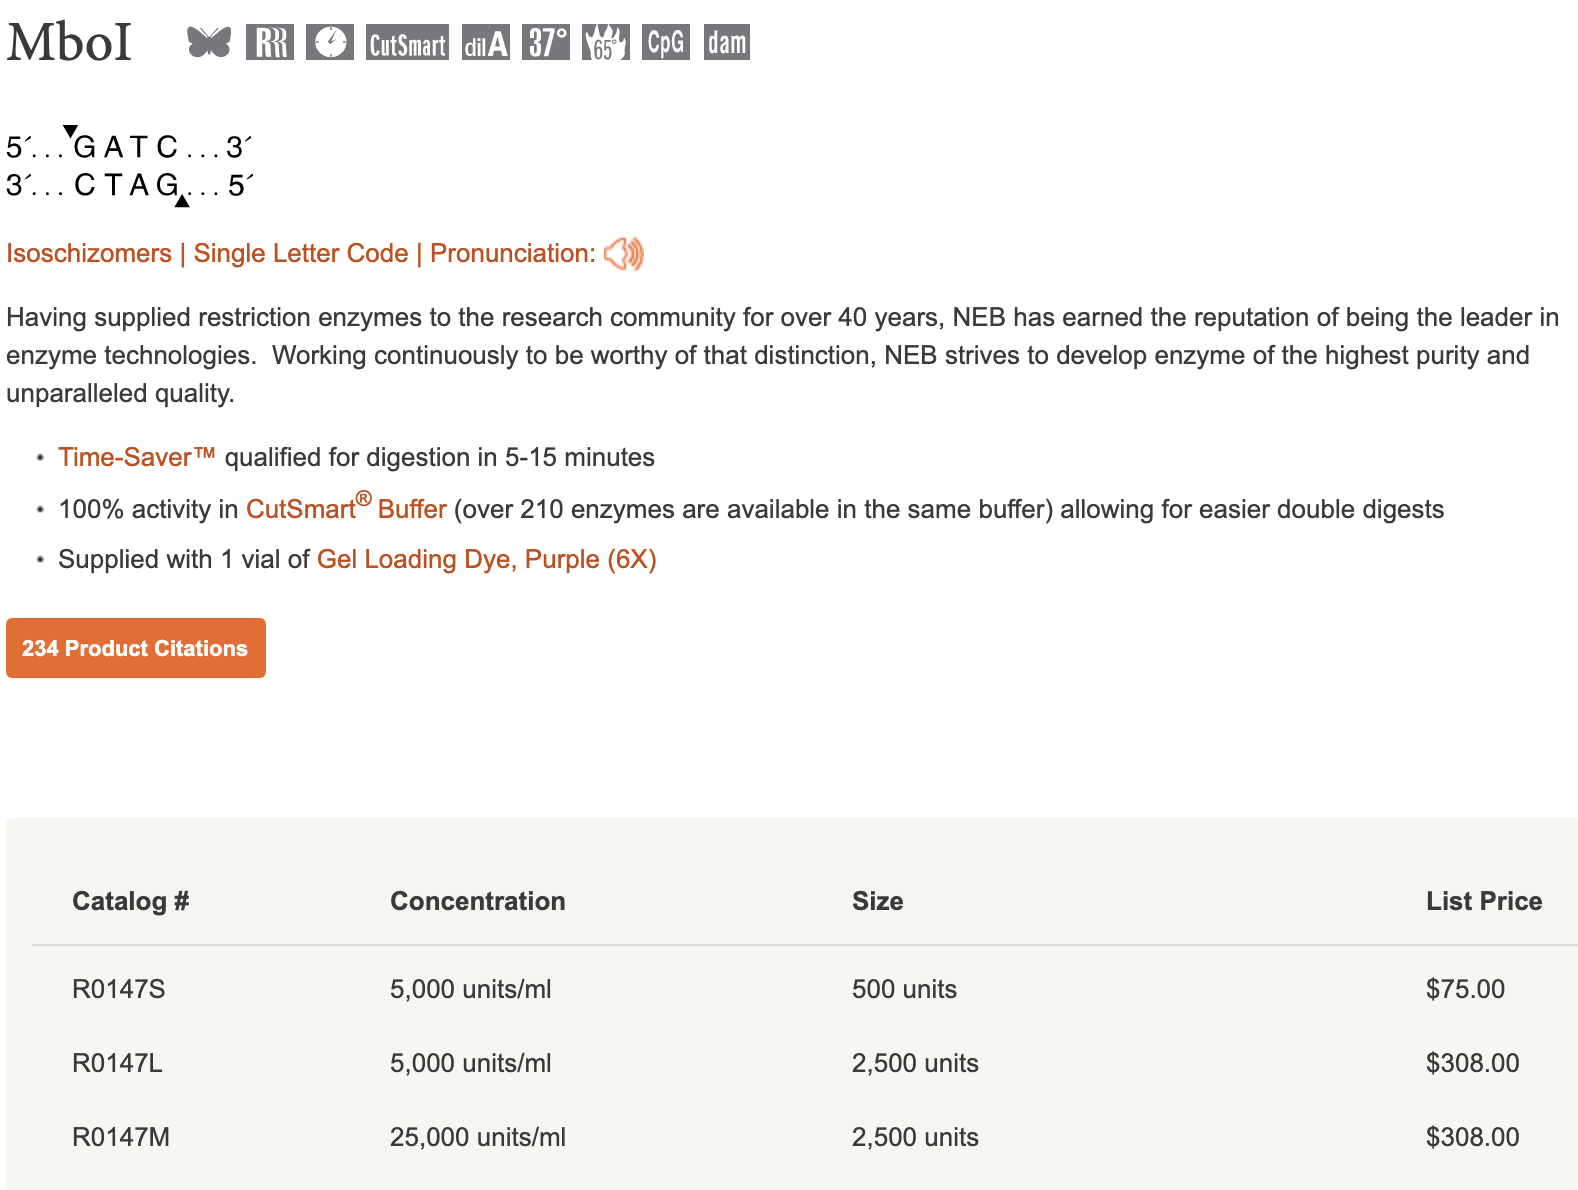 MboI RRR CutSmart dilA 37° 65° CpG dam
5´...▼GATC...3´
3´...CTAG▲...5´
Isoschizomers | Single Letter Code | Pronunciation:
Having supplied restriction enzymes to the research community for over 40 years, NEB has earned the reputation of being the leader in
enzyme technologies.  Working continuously to be worthy of that distinction, NEB strives to develop enzyme of the highest purity and
unparalleled quality.
• Time-Saver™ qualified for digestion in 5-15 minutes
• 100% activity in CutSmart® Buffer (over 210 enzymes are available in the same buffer) allowing for easier double digests
• Supplied with 1 vial of Gel Loading Dye, Purple (6X)
234 Product Citations
Catalog # Concentration Size List Price
R0147S 5,000 units/ml 500 units $75.00
R0147L 5,000 units/ml 2,500 units $308.00
R0147M 25,000 units/ml 2,500 units $308.00